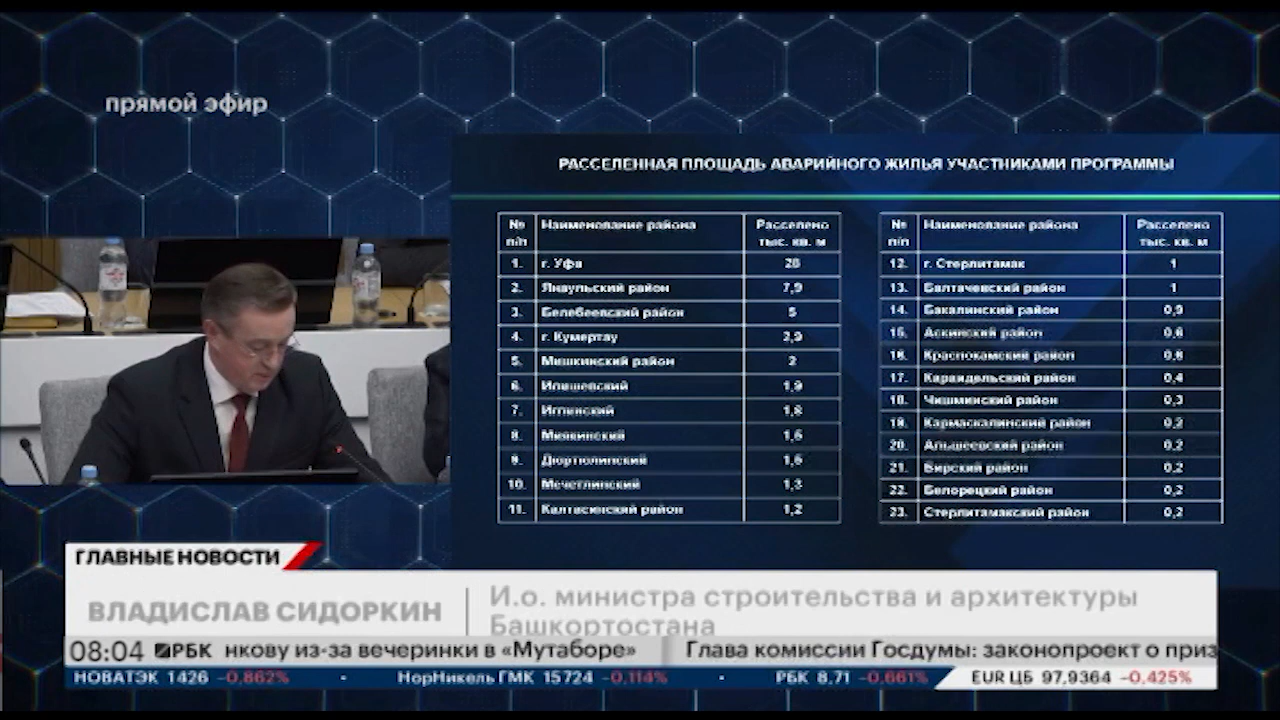 прямой эфир
РАССЕЛЕННАЯ ПЛОЩАДЬ АВАРИЙНОГО ЖИЛЬЯ УЧАСТНИКАМИ ПРОГРАММЫ
№ п/п Наименование района Расселено тыс. кв. м
1. г. Уфа 28
2. Янаульский район 7,9
3. Белебеевский район 5
4. г. Кумертау 3,9
5. Мишкинский район 2
6. Илишевский 1,9
7. Иглинский 1,8
8. Миякинский 1,6
9. Дюртюлинский 1,6
10. Мечетлинский 1,3
11. Калтасинский район 1,2
№ п/п Наименование района Расселено тыс. кв. м
12. г. Стерлитамак 1
13. Балтачевский район 1
14. Бакалинский район 0,9
15. Аскинский район 0,6
16. Краснокамский район 0,6
17. Караидельский район 0,4
18. Чишминский район 0,3
19. Кармаскалинский район 0,2
20. Альшеевский район 0,2
21. Бирский район 0,2
22. Белорецкий район 0,2
23. Стерлитамакский район 0,2
ГЛАВНЫЕ НОВОСТИ
ВЛАДИСЛАВ СИДОРКИН
И.о. министра строительства и архитектуры
Башкортостана
08:04 РБК нкову из-за вечеринки в «Мутаборе» Глава комиссии Госдумы: законопроект о приз
НОВАТЭК 1426 -0,862% НорНикель ГМК 15724 -0,114% РБК 8,71 -0,661% EUR ЦБ 97,9364 -0,425%